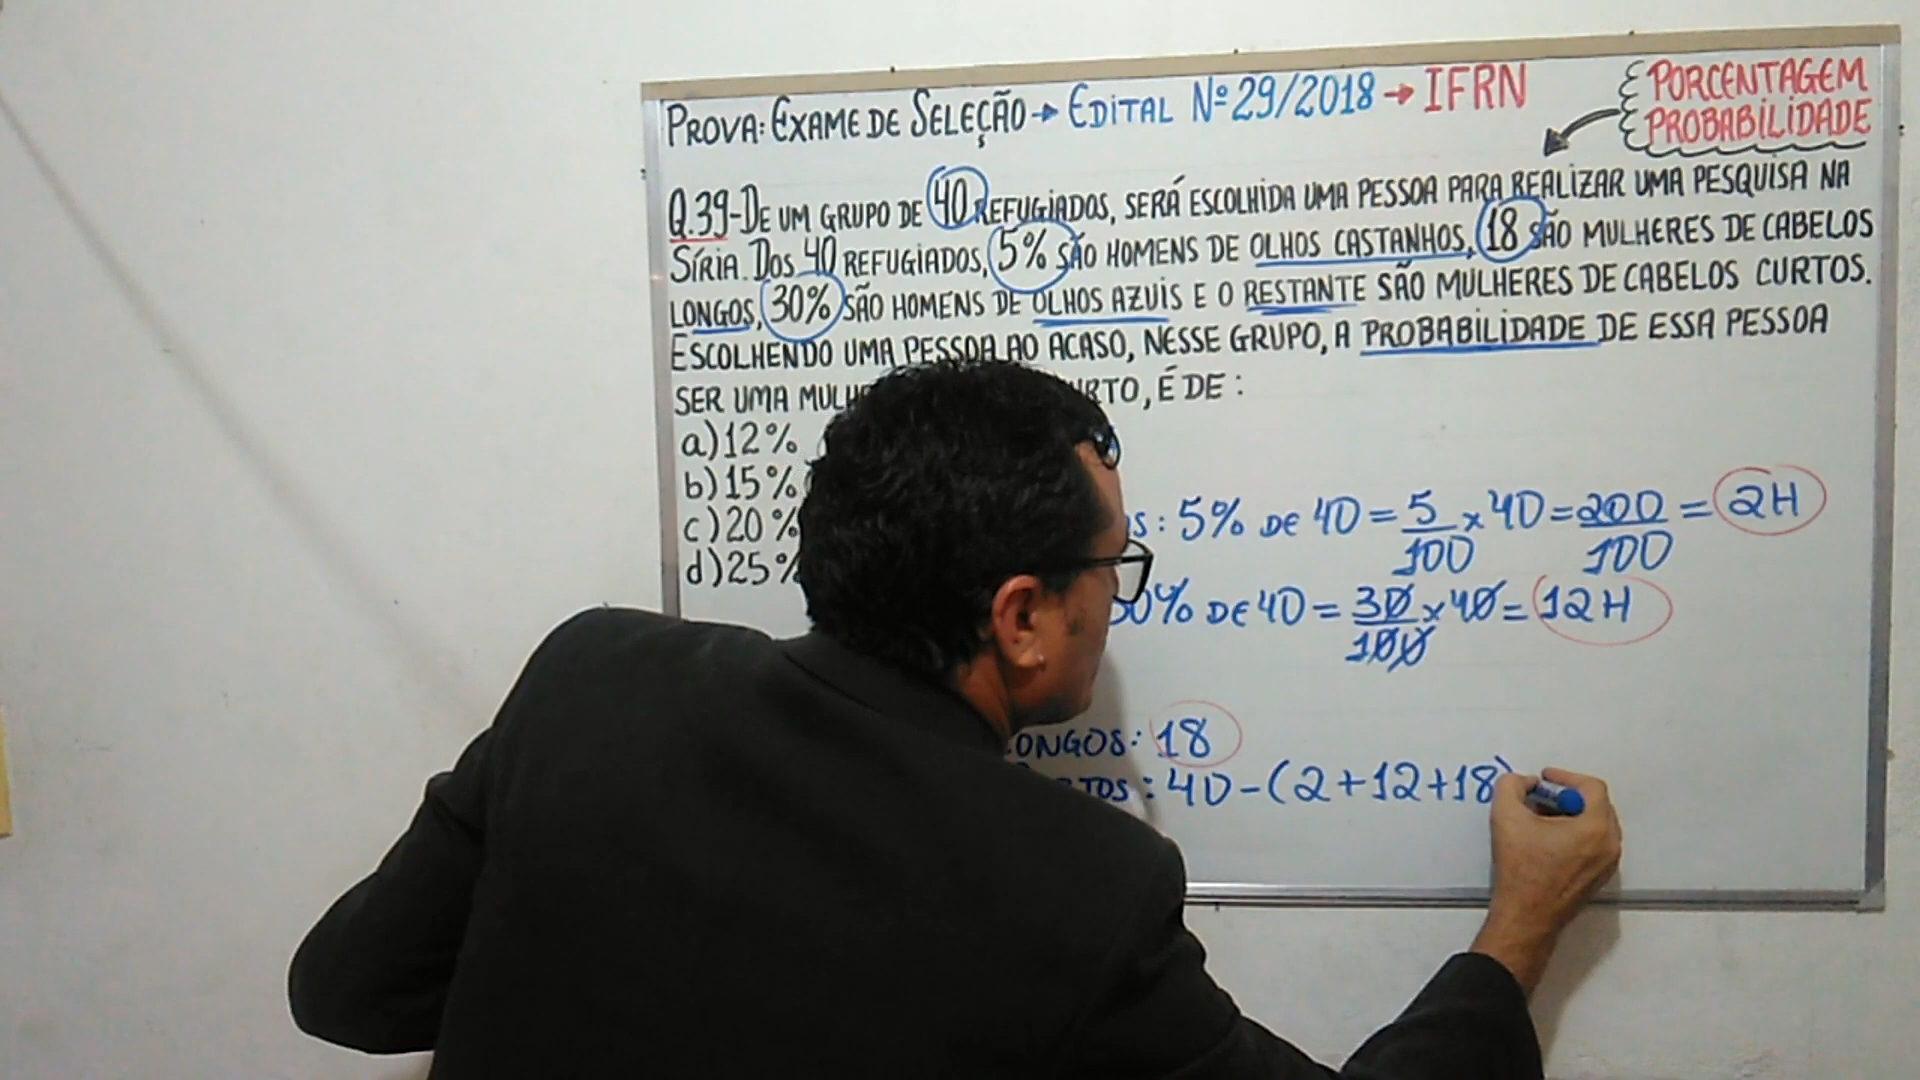 PROVA: EXAME DE SELEÇÃO → EDITAL Nº 29/2018 → IFRN
PORCENTAGEM
PROBABILIDADE
Q.39-DE UM GRUPO DE 40 REFUGIADOS, SERÁ ESCOLHIDA UMA PESSOA PARA REALIZAR UMA PESQUISA NA
SÍRIA. DOS 40 REFUGIADOS, 5% SÃO HOMENS DE OLHOS CASTANHOS, 18 SÃO MULHERES DE CABELOS
LONGOS, 30% SÃO HOMENS DE OLHOS AZUIS E O RESTANTE SÃO MULHERES DE CABELOS CURTOS.
ESCOLHENDO UMA PESSOA AO ACASO, NESSE GRUPO, A PROBABILIDADE DE ESSA PESSOA
SER UMA MULHE URTO, É DE :
a) 12%
b) 15%
c) 20%
d) 25%
S : 5% DE 40 = 5/100 x 40 = 200/100 = 2H
30% DE 40 = 30/100 x 40 = 12H
LONGOS: 18
TOS : 40 - (2+12+18)